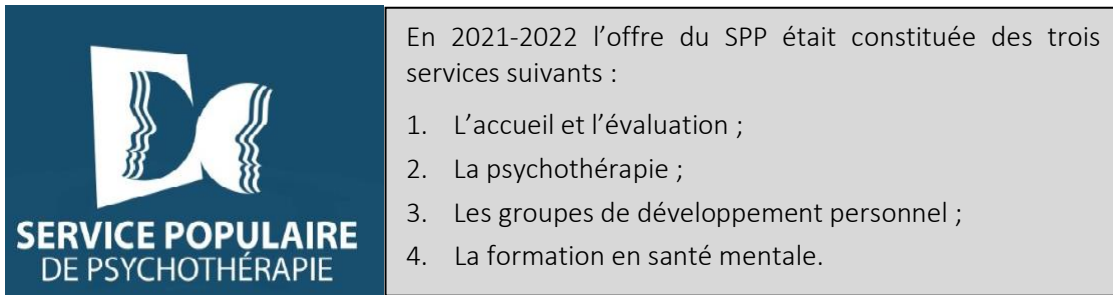 SERVICE POPULAIRE
DE PSYCHOTHÉRAPIE
En 2021-2022 l’offre du SPP était constituée des trois
services suivants :
1. L’accueil et l’évaluation ;
2. La psychothérapie ;
3. Les groupes de développement personnel ;
4. La formation en santé mentale.